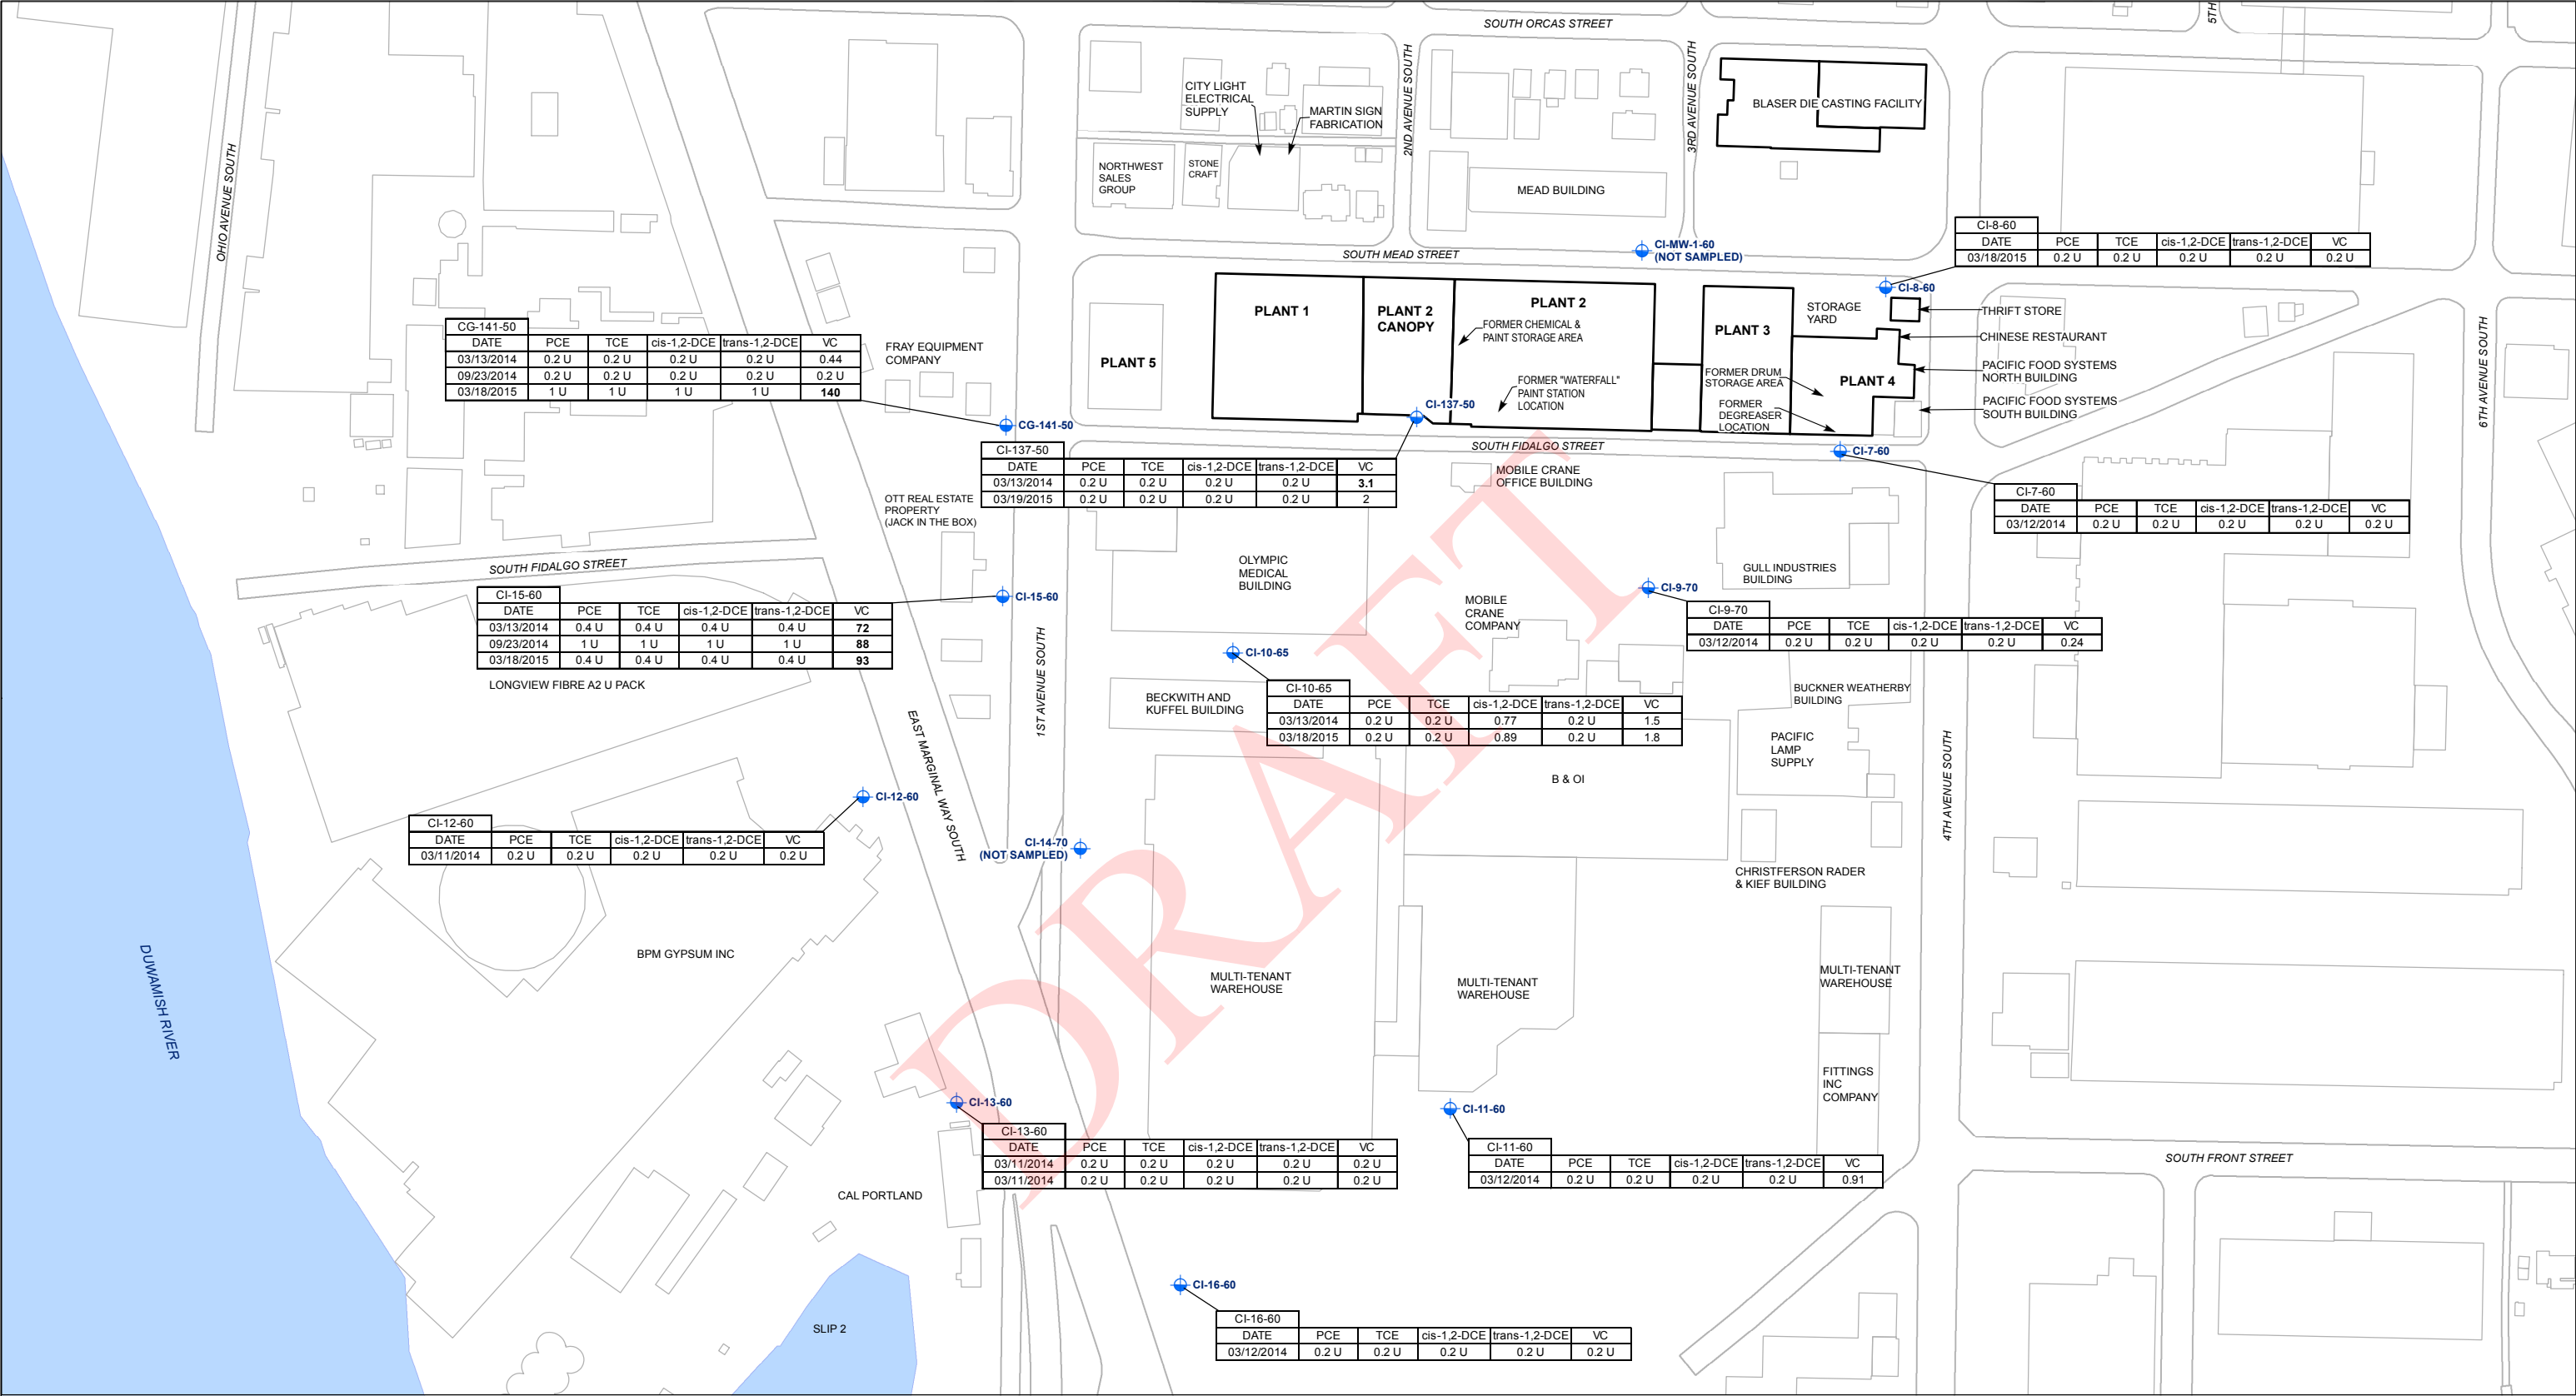 SOUTH ORCAS STREET
5TH
2ND AVENUE SOUTH
3RD AVENUE SOUTH
CITY LIGHT
ELECTRICAL
SUPPLY
MARTIN SIGN
FABRICATION
BLASER DIE CASTING FACILITY
OHIO AVENUE SOUTH
NORTHWEST
SALES
GROUP
STONE
CRAFT
MEAD BUILDING
SOUTH MEAD STREET
CI-MW-1-60
(NOT SAMPLED)
CI-8-60
DATE PCE TCE cis-1,2-DCE trans-1,2-DCE VC
03/18/2015 0.2 U 0.2 U 0.2 U 0.2 U 0.2 U
CI-8-60
PLANT 1
PLANT 2
CANOPY
PLANT 2
FORMER CHEMICAL &
PAINT STORAGE AREA
FORMER "WATERFALL"
PAINT STATION
LOCATION
PLANT 3
STORAGE
YARD
THRIFT STORE
CHINESE RESTAURANT
PACIFIC FOOD SYSTEMS
NORTH BUILDING
PACIFIC FOOD SYSTEMS
SOUTH BUILDING
FORMER DRUM
STORAGE AREA
PLANT 4
FORMER
DEGREASER
LOCATION
PLANT 5
6TH AVENUE SOUTH
CG-141-50
DATE PCE TCE cis-1,2-DCE trans-1,2-DCE VC
03/13/2014 0.2 U 0.2 U 0.2 U 0.2 U 0.44
09/23/2014 0.2 U 0.2 U 0.2 U 0.2 U 0.2 U
03/18/2015 1 U 1 U 1 U 1 U 140
FRAY EQUIPMENT
COMPANY
CG-141-50
CI-137-50
SOUTH FIDALGO STREET
CI-137-50
DATE PCE TCE cis-1,2-DCE trans-1,2-DCE VC
03/13/2014 0.2 U 0.2 U 0.2 U 0.2 U 3.1
03/19/2015 0.2 U 0.2 U 0.2 U 0.2 U 2
CI-7-60
MOBILE CRANE
OFFICE BUILDING
CI-7-60
DATE PCE TCE cis-1,2-DCE trans-1,2-DCE VC
03/12/2014 0.2 U 0.2 U 0.2 U 0.2 U 0.2 U
OTT REAL ESTATE
PROPERTY
(JACK IN THE BOX)
SOUTH FIDALGO STREET
OLYMPIC
MEDICAL
BUILDING
GULL INDUSTRIES
BUILDING
CI-15-60
DATE PCE TCE cis-1,2-DCE trans-1,2-DCE VC
03/13/2014 0.4 U 0.4 U 0.4 U 0.4 U 72
09/23/2014 1 U 1 U 1 U 1 U 88
03/18/2015 0.4 U 0.4 U 0.4 U 0.4 U 93
CI-15-60
MOBILE
CRANE
COMPANY
CI-9-70
CI-9-70
DATE PCE TCE cis-1,2-DCE trans-1,2-DCE VC
03/12/2014 0.2 U 0.2 U 0.2 U 0.2 U 0.24
1ST AVENUE SOUTH
CI-10-65
LONGVIEW FIBRE A2 U PACK
BECKWITH AND
KUFFEL BUILDING
CI-10-65
DATE PCE TCE cis-1,2-DCE trans-1,2-DCE VC
03/13/2014 0.2 U 0.2 U 0.77 0.2 U 1.5
03/18/2015 0.2 U 0.2 U 0.89 0.2 U 1.8
BUCKNER WEATHERBY
BUILDING
PACIFIC
LAMP
SUPPLY
EAST MARGINAL WAY SOUTH
B & OI
4TH AVENUE SOUTH
CI-12-60
CI-12-60
DATE PCE TCE cis-1,2-DCE trans-1,2-DCE VC
03/11/2014 0.2 U 0.2 U 0.2 U 0.2 U 0.2 U
CI-14-70
(NOT SAMPLED)
CHRISTFERSON RADER
& KIEF BUILDING
DUWAMISH RIVER
BPM GYPSUM INC
MULTI-TENANT
WAREHOUSE
MULTI-TENANT
WAREHOUSE
MULTI-TENANT
WAREHOUSE
FITTINGS
INC
COMPANY
CI-13-60
CI-11-60
CI-13-60
DATE PCE TCE cis-1,2-DCE trans-1,2-DCE VC
03/11/2014 0.2 U 0.2 U 0.2 U 0.2 U 0.2 U
03/11/2014 0.2 U 0.2 U 0.2 U 0.2 U 0.2 U
CI-11-60
DATE PCE TCE cis-1,2-DCE trans-1,2-DCE VC
03/12/2014 0.2 U 0.2 U 0.2 U 0.2 U 0.91
SOUTH FRONT STREET
CAL PORTLAND
CI-16-60
SLIP 2
CI-16-60
DATE PCE TCE cis-1,2-DCE trans-1,2-DCE VC
03/12/2014 0.2 U 0.2 U 0.2 U 0.2 U 0.2 U
DRAFT